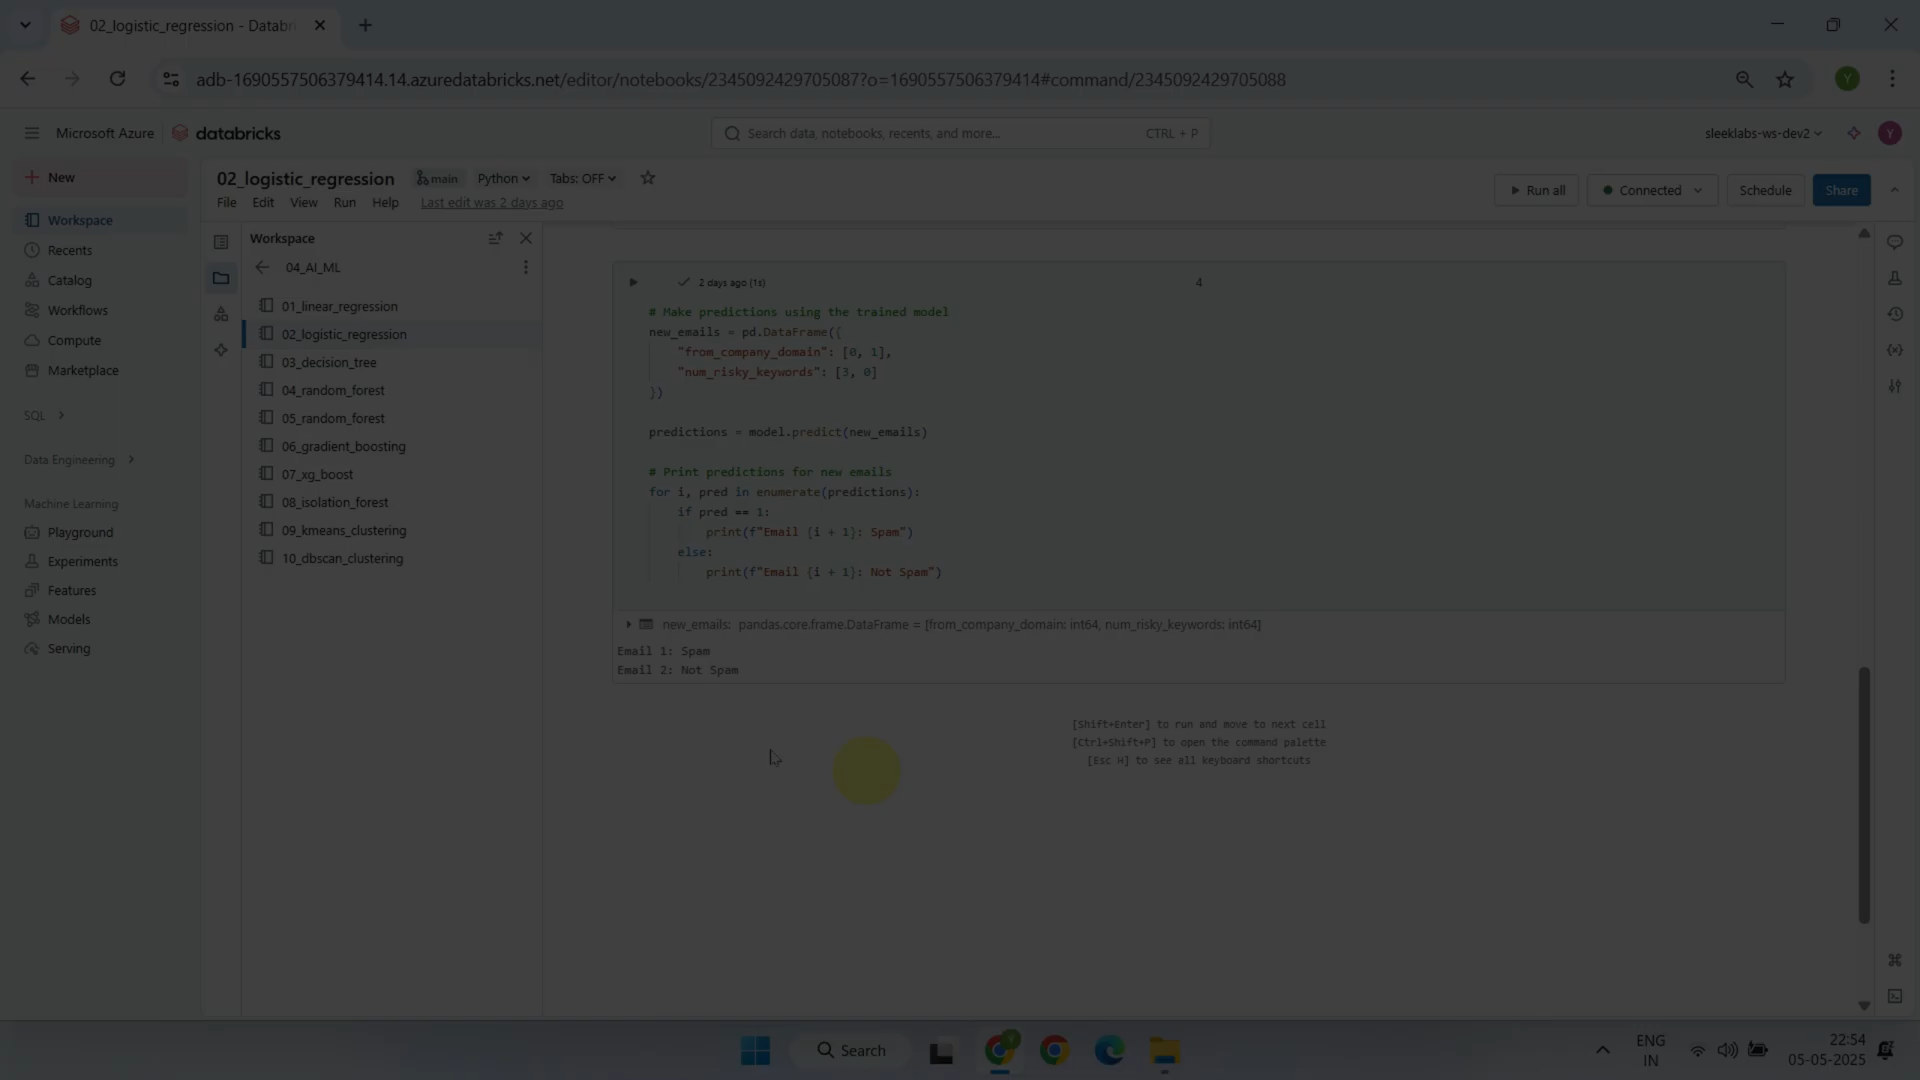 02_logistic_regression - Databri
adb-1690557506379414.14.azuredatabricks.net/editor/notebooks/2345092429705087?o=1690557506379414#command/2345092429705088
Y
Microsoft Azure databricks
Search data, notebooks, recents, and more... CTRL + P
sleeklabs-ws-dev2
Y
New
Workspace
Recents
Catalog
Workflows
Compute
Marketplace
SQL
Data Engineering
Machine Learning
Playground
Experiments
Features
Models
Serving
02_logistic_regression main Python Tabs: OFF
File Edit View Run Help Last edit was 2 days ago
Run all Connected Schedule Share
Workspace
04_AI_ML
01_linear_regression
02_logistic_regression
03_decision_tree
04_random_forest
05_random_forest
06_gradient_boosting
07_xg_boost
08_isolation_forest
09_kmeans_clustering
10_dbscan_clustering
2 days ago (1s) 4
# Make predictions using the trained model
new_emails = pd.DataFrame({
"from_company_domain": [0, 1],
"num_risky_keywords": [3, 0]
})
predictions = model.predict(new_emails)
# Print predictions for new emails
for i, pred in enumerate(predictions):
if pred == 1:
print(f"Email {i + 1}: Spam")
else:
print(f"Email {i + 1}: Not Spam")
new_emails: pandas.core.frame.DataFrame = [from_company_domain: int64, num_risky_keywords: int64]
Email 1: Spam
Email 2: Not Spam
[Shift+Enter] to run and move to next cell
[Ctrl+Shift+P] to open the command palette
[Esc H] to see all keyboard shortcuts
Search
ENG
IN
22:54
05-05-2025